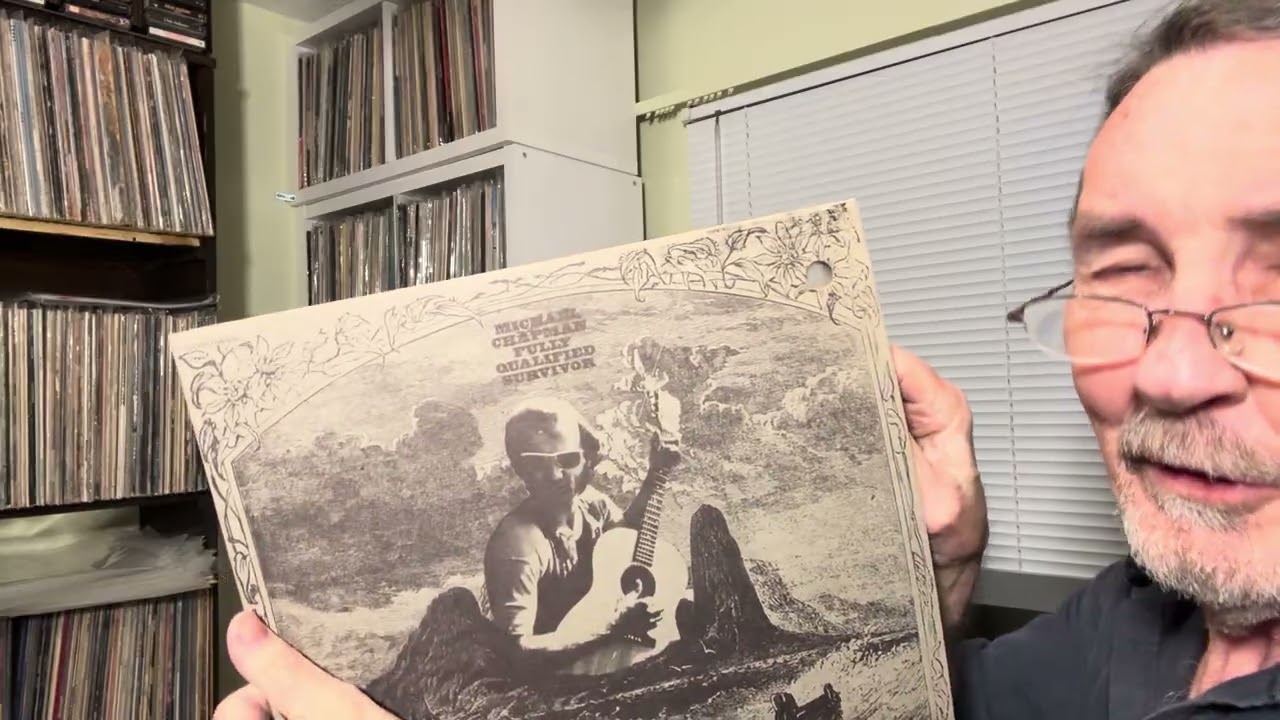 MICHAEL
CHAPMAN
FULLY
QUALIFIED
SURVIVOR